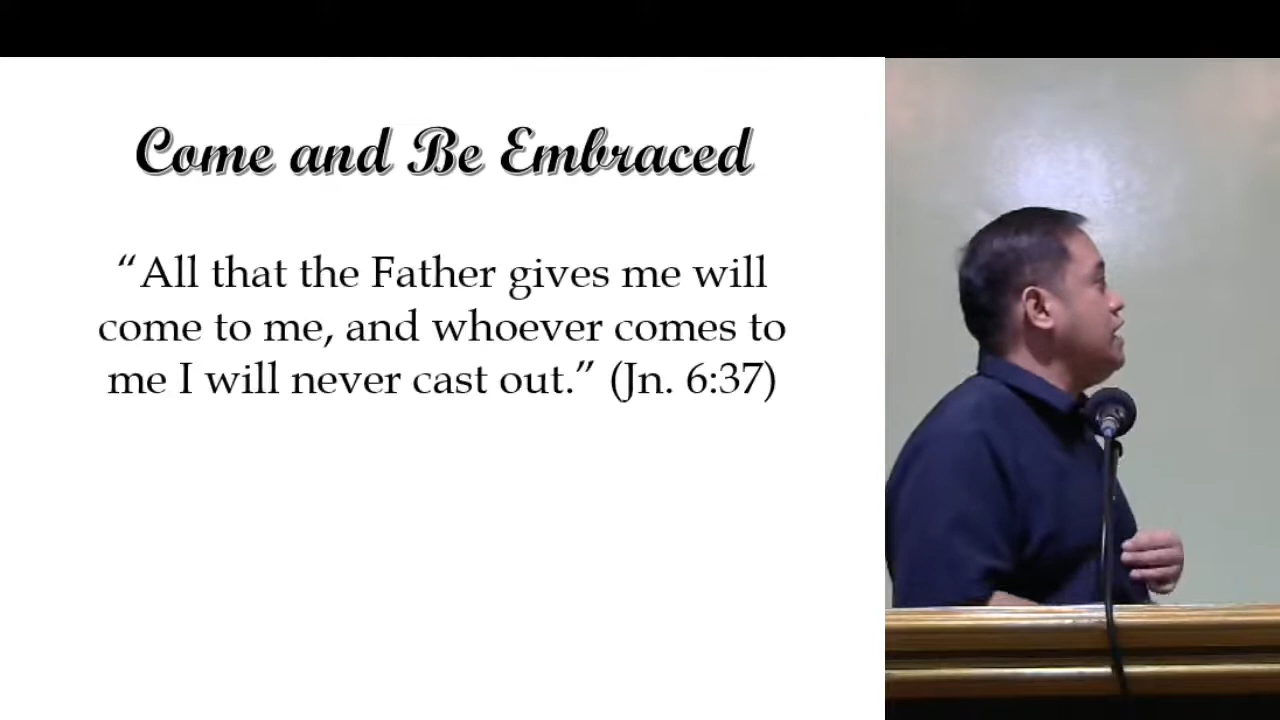 Come and Be Embraced
“All that the Father gives me will
come to me, and whoever comes to
me I will never cast out.” (Jn. 6:37)